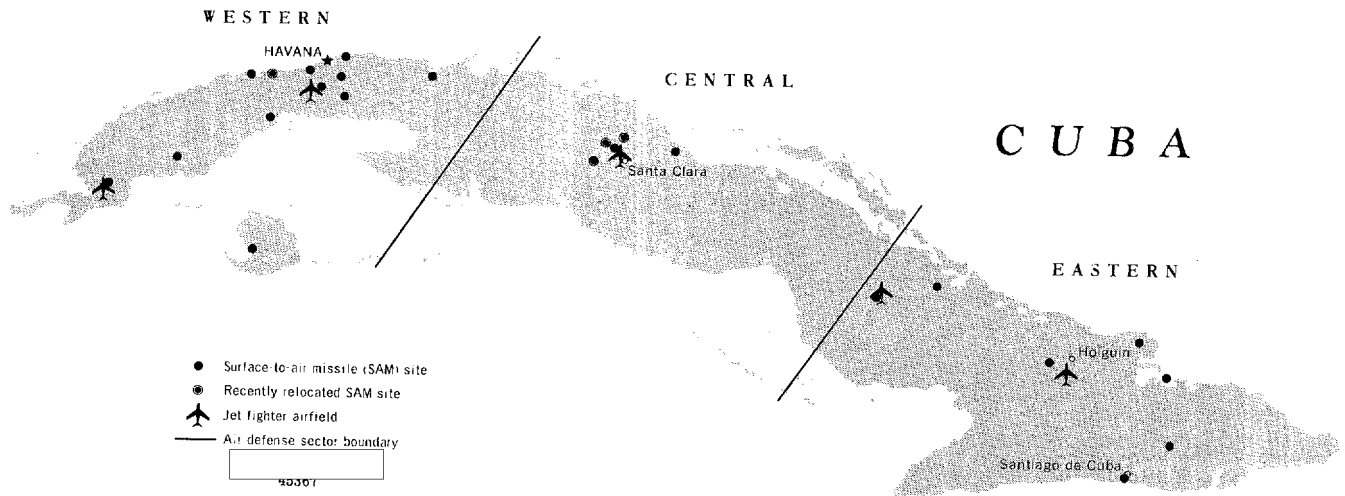 WESTERN
HAVANA
CENTRAL
CUBA
Santa Clara
EASTERN
Holguin
Surface-to-air missile (SAM) site
Recently relocated SAM site
Jet fighter airfield
Air defense sector boundary
Santiago de Cuba
45367